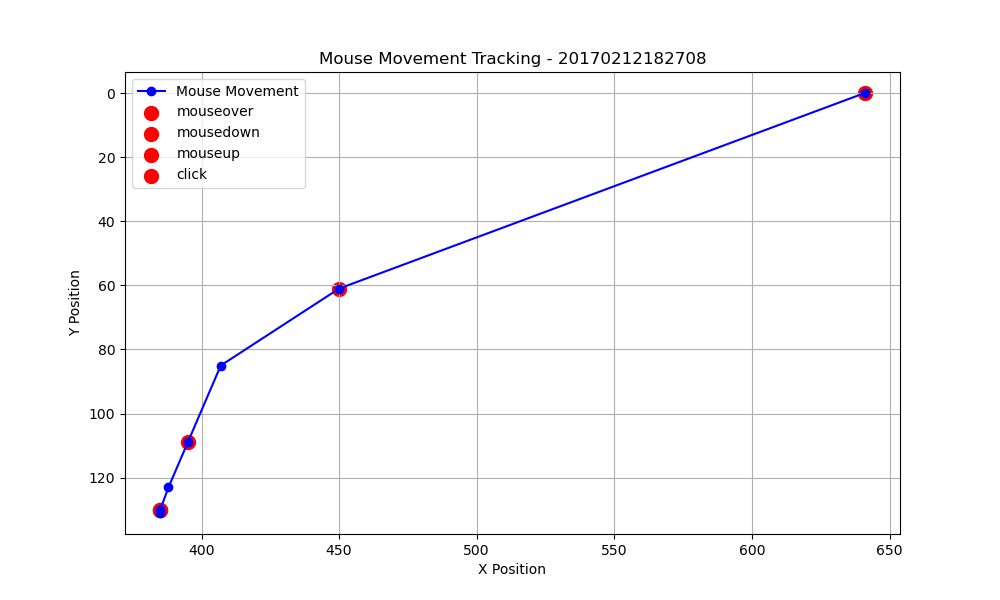 Mouse Movement Tracking - 20170212182708
Mouse Movement
mouseover
mousedown
mouseup
click
0
20
40
60
80
100
120
Y Position
400
450
500
550
600
650
X Position